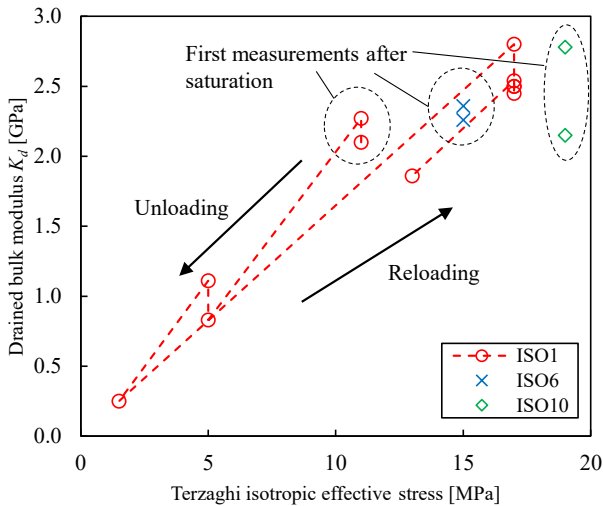 3.0
2.5
2.0
1.5
1.0
0.5
0.0
0
5
10
15
20
Drained bulk modulus K_d [GPa]
Terzaghi isotropic effective stress [MPa]
First measurements after
saturation
Unloading
Reloading
ISO1
ISO6
ISO10